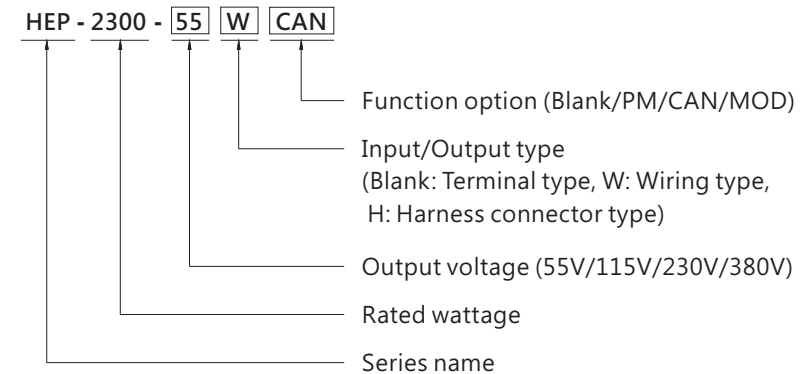 HEP - 2300 - 55 W CAN
Function option (Blank/PM/CAN/MOD)
Input/Output type
(Blank: Terminal type, W: Wiring type,
H: Harness connector type)
Output voltage (55V/115V/230V/380V)
Rated wattage
Series name